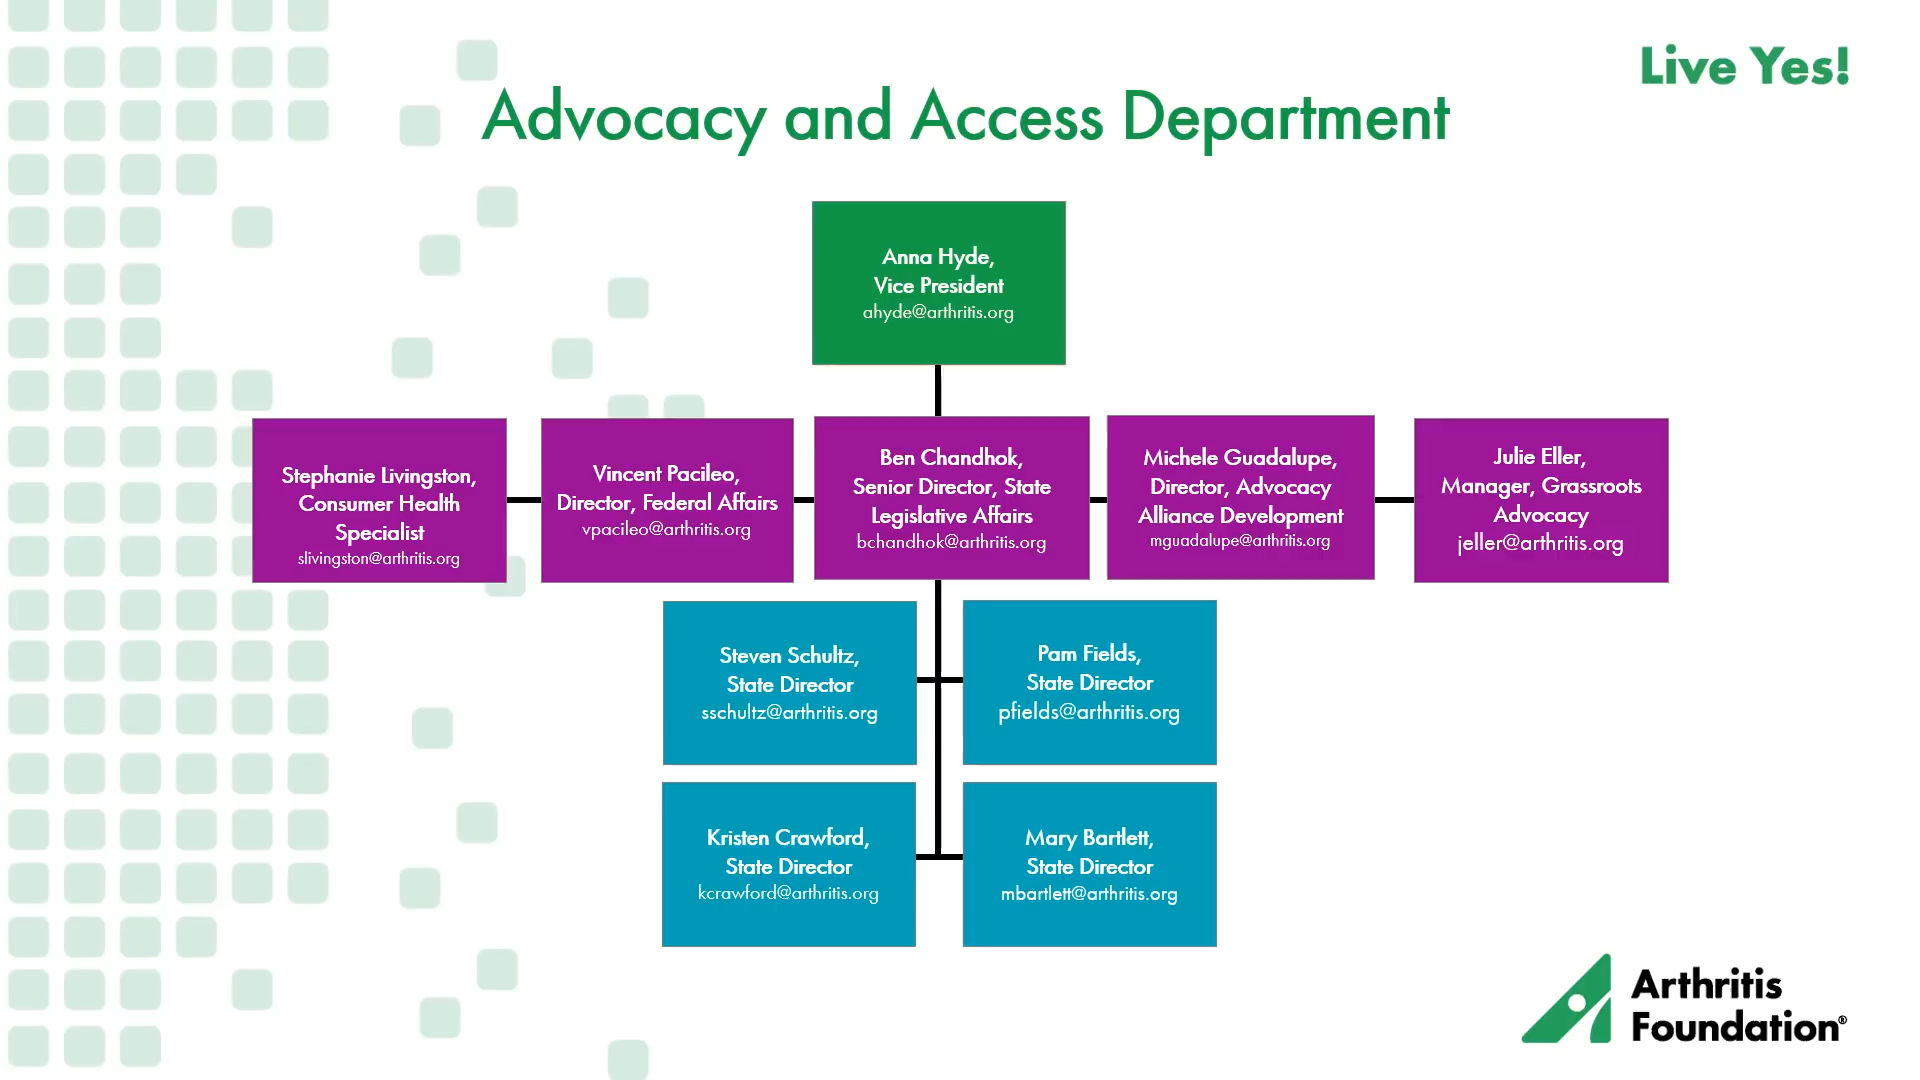 Live Yes!
Advocacy and Access Department
Anna Hyde,
Vice President
ahyde@arthritis.org
Stephanie Livingston,
Consumer Health
Specialist
slivingston@arthritis.org
Vincent Pacileo,
Director, Federal Affairs
vpacileo@arthritis.org
Ben Chandhok,
Senior Director, State
Legislative Affairs
bchandhok@arthritis.org
Michele Guadalupe,
Director, Advocacy
Alliance Development
mguadalupe@arthritis.org
Julie Eller,
Manager, Grassroots
Advocacy
jeller@arthritis.org
Steven Schultz,
State Director
sschultz@arthritis.org
Pam Fields,
State Director
pfields@arthritis.org
Kristen Crawford,
State Director
kcrawford@arthritis.org
Mary Bartlett,
State Director
mbartlett@arthritis.org
Arthritis
Foundation®